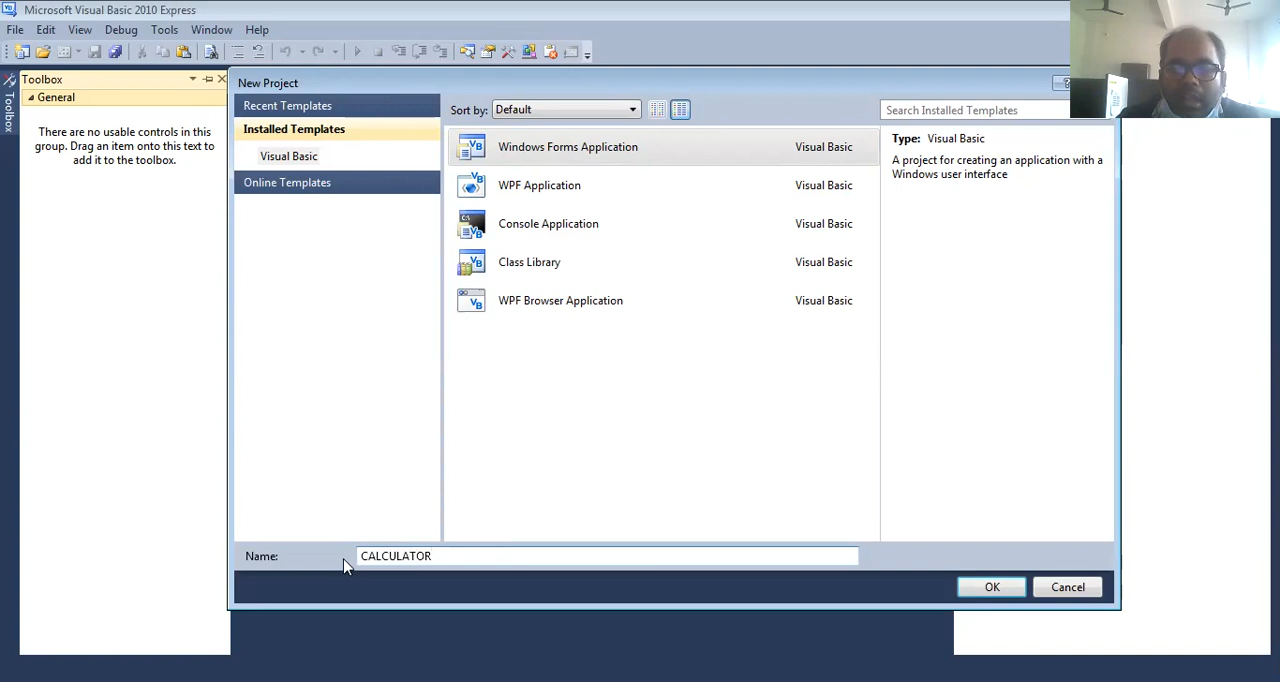 Microsoft Visual Basic 2010 Express
File Edit View Debug Tools Window Help
Toolbox
General
There are no usable controls in this
group. Drag an item onto this text to
add it to the toolbox.
Toolbox
New Project
Recent Templates
Installed Templates
Visual Basic
Online Templates
Sort by: Default
Search Installed Templates
Windows Forms Application Visual Basic
WPF Application Visual Basic
Console Application Visual Basic
Class Library Visual Basic
WPF Browser Application Visual Basic
Type: Visual Basic
A project for creating an application with a
Windows user interface
Name: CALCULATOR
OK Cancel